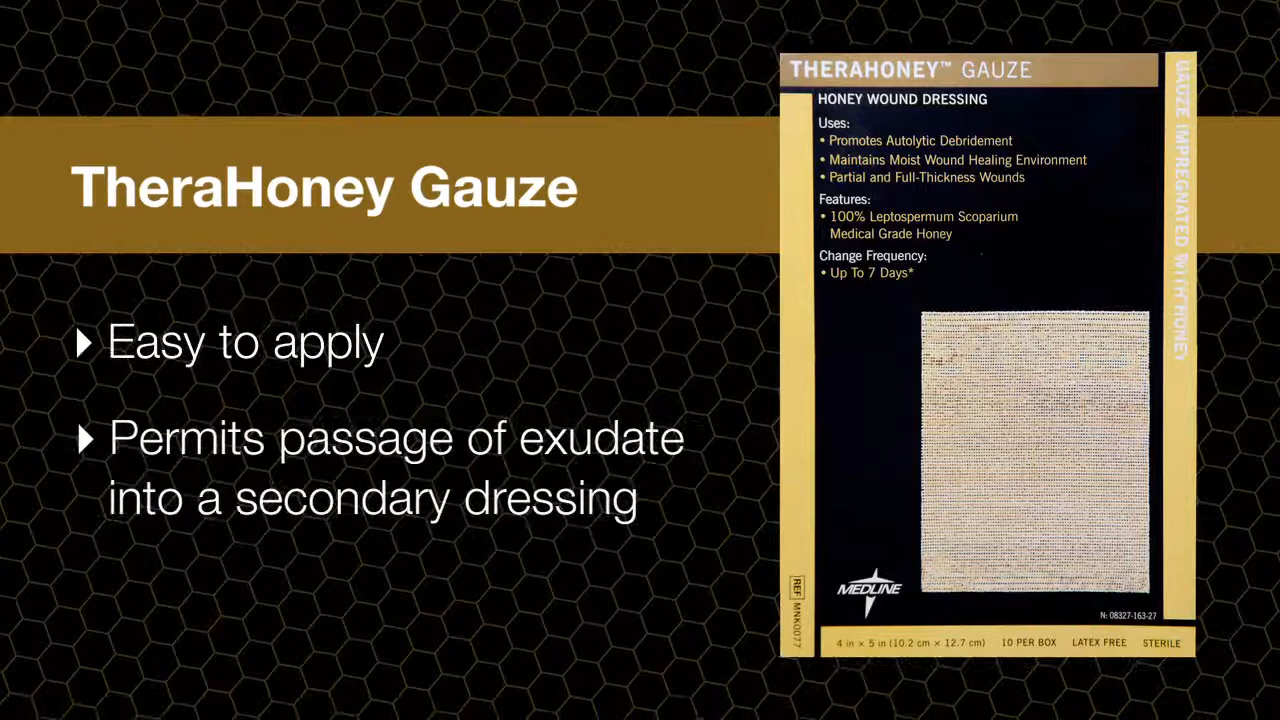 TheraHoney Gauze
Easy to apply
Permits passage of exudate
into a secondary dressing
THERAHONEY™ GAUZE
HONEY WOUND DRESSING
Uses:
• Promotes Autolytic Debridement
• Maintains Moist Wound Healing Environment
• Partial and Full-Thickness Wounds
Features:
• 100% Leptospermum Scoparium
Medical Grade Honey
Change Frequency:
• Up To 7 Days*
GAUZE IMPREGNATED WITH HONEY
REF MNK0077
MEDLINE
N: 08327-163-27
4 in × 5 in (10.2 cm × 12.7 cm) 10 PER BOX LATEX FREE STERILE